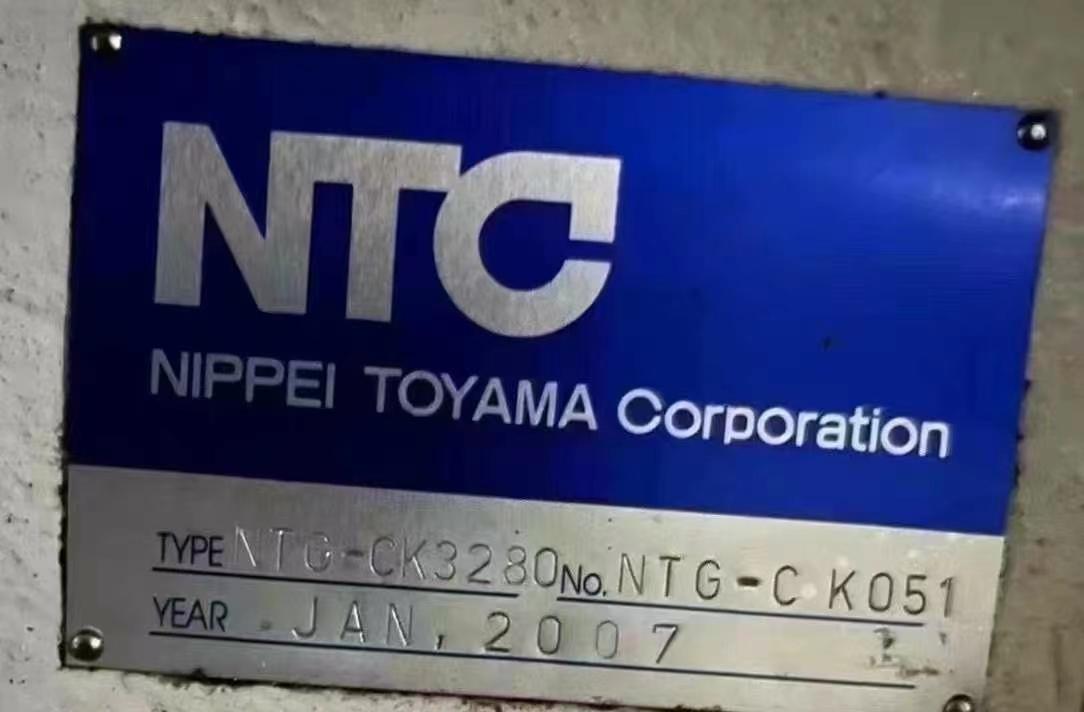 NTC
NIPPEI TOYAMA Corporation
TYPE NTG-CK3280 No. NTG-CK051
YEAR JAN, 2007